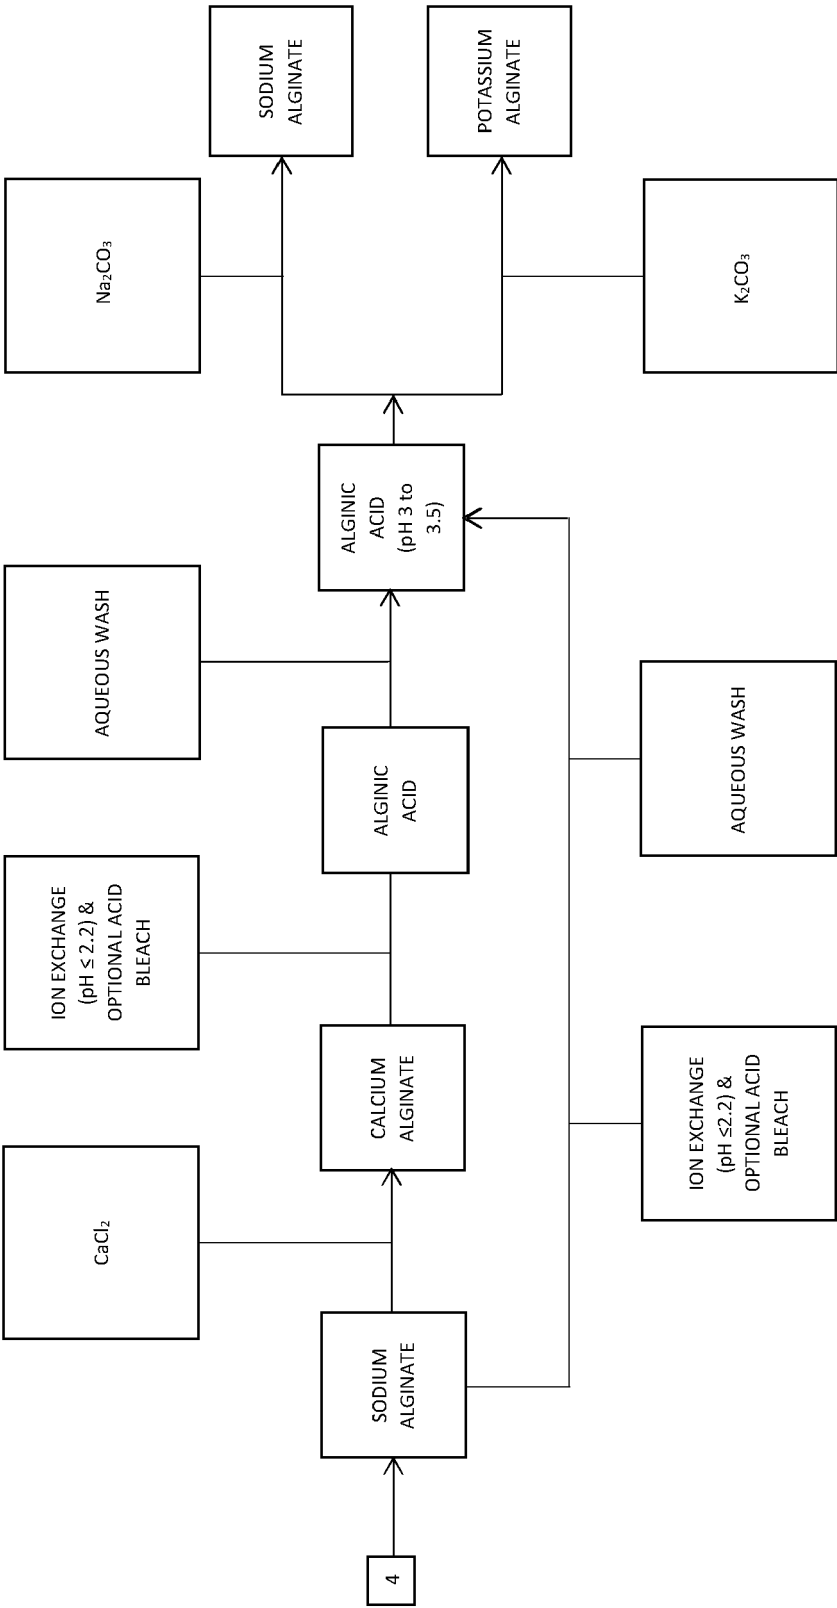 4
SODIUM
ALGINATE
CaCl₂
CALCIUM
ALGINATE
ION EXCHANGE
(pH ≤ 2.2) &
OPTIONAL ACID
BLEACH
ALGINIC
ACID
AQUEOUS WASH
ALGINIC
ACID
(pH 3 to
3.5)
ION EXCHANGE
(pH ≤2.2) &
OPTIONAL ACID
BLEACH
AQUEOUS WASH
Na₂CO₃
SODIUM
ALGINATE
K₂CO₃
POTASSIUM
ALGINATE